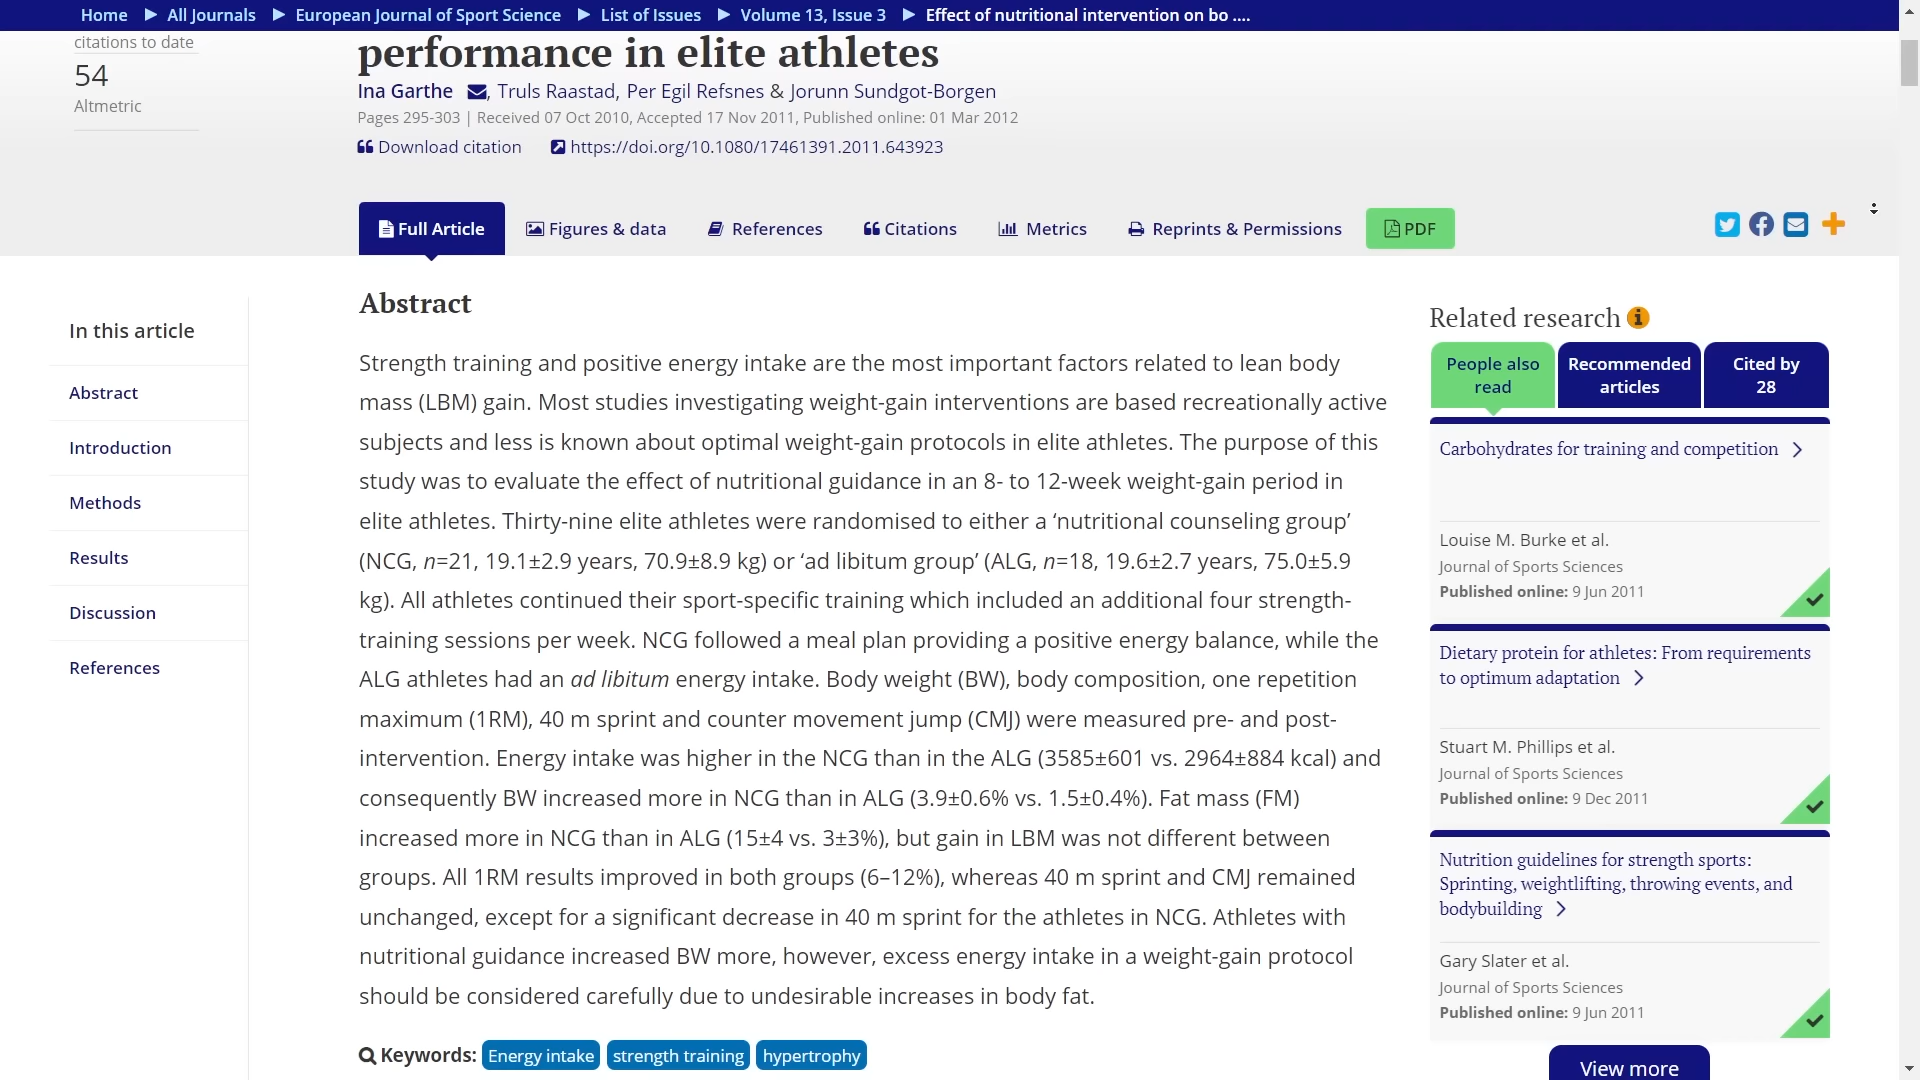 Home ▶ All Journals ▶ European Journal of Sport Science ▶ List of Issues ▶ Volume 13, Issue 3 ▶ Effect of nutritional intervention on bo ....
citations to date
54
Altmetric
performance in elite athletes
Ina Garthe , Truls Raastad, Per Egil Refsnes & Jorunn Sundgot-Borgen
Pages 295-303 | Received 07 Oct 2010, Accepted 17 Nov 2011, Published online: 01 Mar 2012
Download citation https://doi.org/10.1080/17461391.2011.643923
Full Article Figures & data References Citations Metrics Reprints & Permissions PDF
In this article
Abstract
Introduction
Methods
Results
Discussion
References
Abstract
Strength training and positive energy intake are the most important factors related to lean body
mass (LBM) gain. Most studies investigating weight-gain interventions are based recreationally active
subjects and less is known about optimal weight-gain protocols in elite athletes. The purpose of this
study was to evaluate the effect of nutritional guidance in an 8- to 12-week weight-gain period in
elite athletes. Thirty-nine elite athletes were randomised to either a ‘nutritional counseling group’
(NCG, n=21, 19.1±2.9 years, 70.9±8.9 kg) or ‘ad libitum group’ (ALG, n=18, 19.6±2.7 years, 75.0±5.9
kg). All athletes continued their sport-specific training which included an additional four strength-
training sessions per week. NCG followed a meal plan providing a positive energy balance, while the
ALG athletes had an ad libitum energy intake. Body weight (BW), body composition, one repetition
maximum (1RM), 40 m sprint and counter movement jump (CMJ) were measured pre- and post-
intervention. Energy intake was higher in the NCG than in the ALG (3585±601 vs. 2964±884 kcal) and
consequently BW increased more in NCG than in ALG (3.9±0.6% vs. 1.5±0.4%). Fat mass (FM)
increased more in NCG than in ALG (15±4 vs. 3±3%), but gain in LBM was not different between
groups. All 1RM results improved in both groups (6–12%), whereas 40 m sprint and CMJ remained
unchanged, except for a significant decrease in 40 m sprint for the athletes in NCG. Athletes with
nutritional guidance increased BW more, however, excess energy intake in a weight-gain protocol
should be considered carefully due to undesirable increases in body fat.
Keywords: Energy intake strength training hypertrophy
Related research
People also
read
Recommended
articles
Cited by
28
Carbohydrates for training and competition
Louise M. Burke et al.
Journal of Sports Sciences
Published online: 9 Jun 2011
Dietary protein for athletes: From requirements
to optimum adaptation
Stuart M. Phillips et al.
Journal of Sports Sciences
Published online: 9 Dec 2011
Nutrition guidelines for strength sports:
Sprinting, weightlifting, throwing events, and
bodybuilding
Gary Slater et al.
Journal of Sports Sciences
Published online: 9 Jun 2011
View more